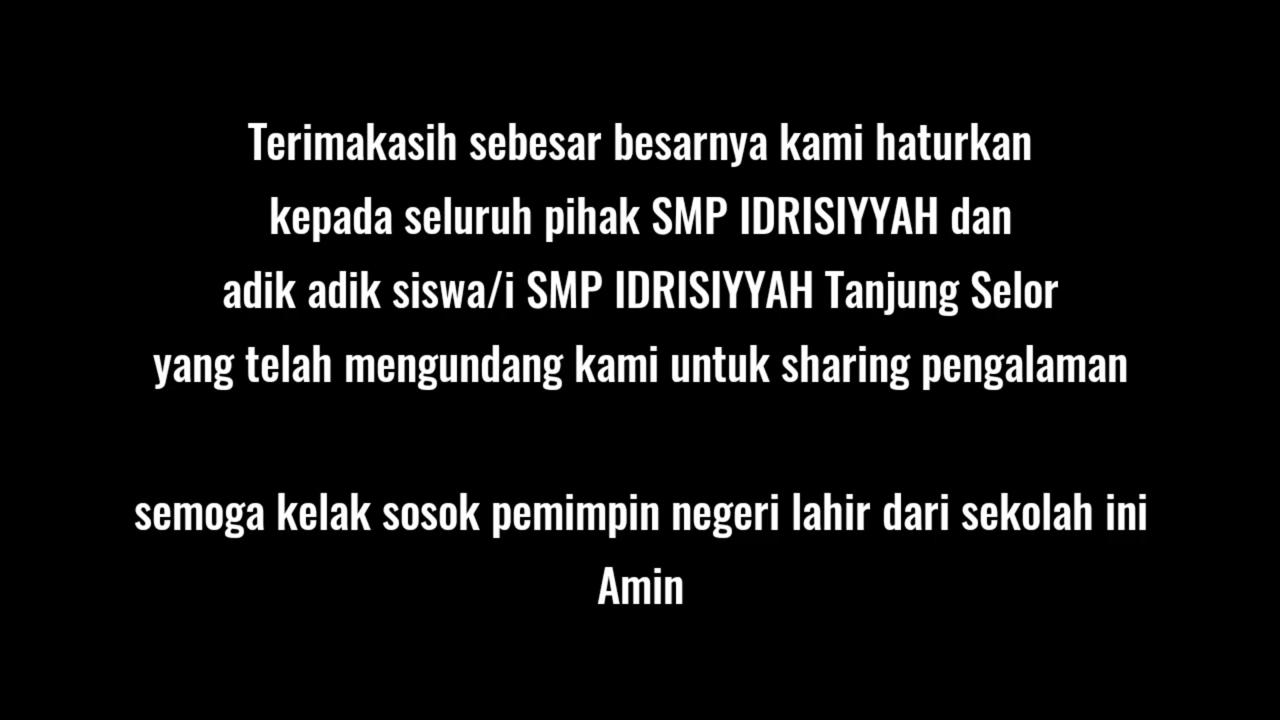 Terimakasih sebesar besarnya kami haturkan
kepada seluruh pihak SMP IDRISIYYAH dan
adik adik siswa/i SMP IDRISIYYAH Tanjung Selor
yang telah mengundang kami untuk sharing pengalaman
semoga kelak sosok pemimpin negeri lahir dari sekolah ini
Amin